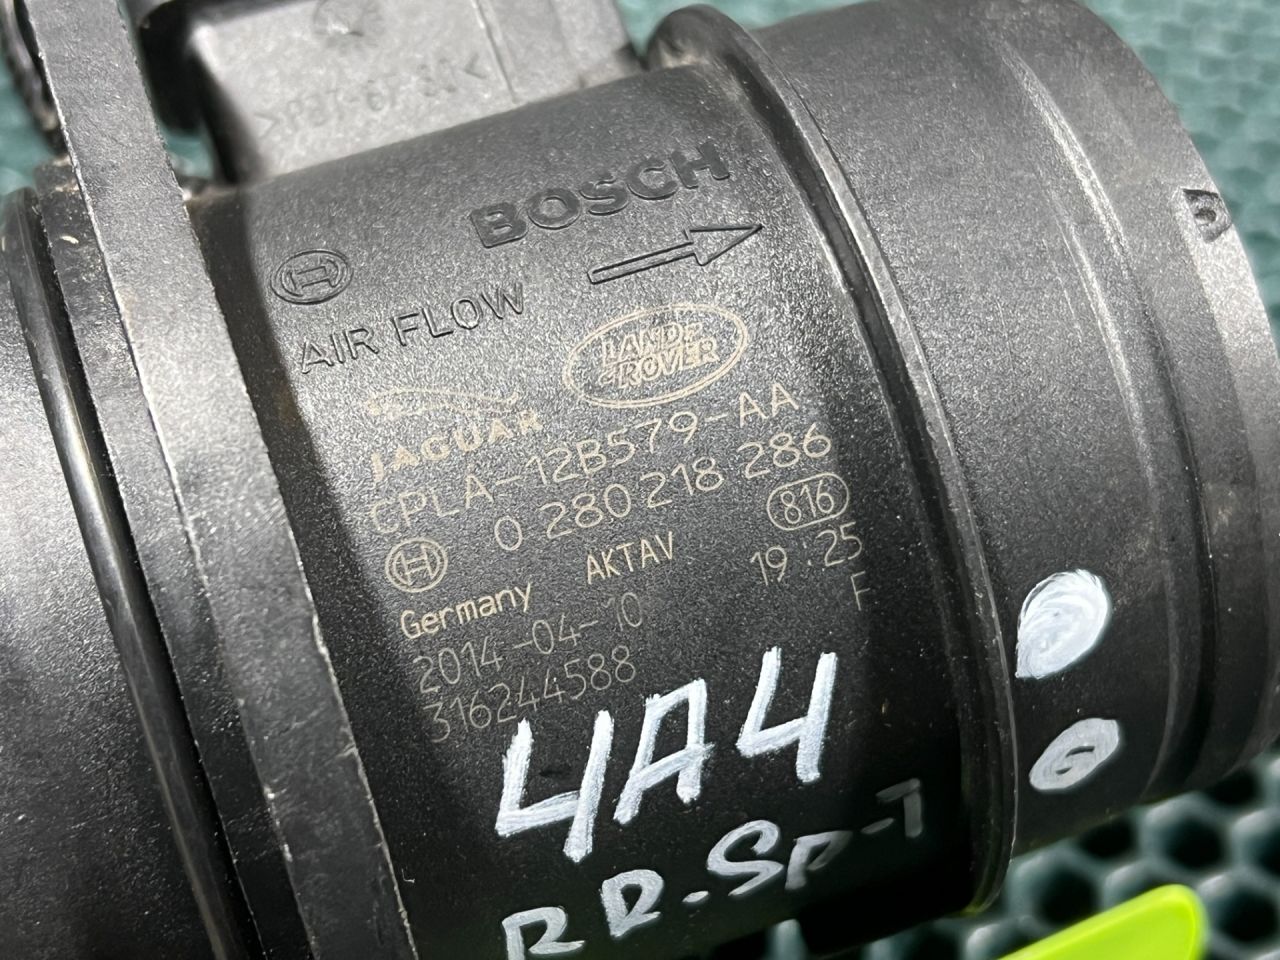 BOSCH
AIR FLOW
LAND
ROVER
JAGUAR
CPLA-12B579-AA
0 280 218 286
816
Germany AKTAV 19:25
2014-04-10 F
316244588
4A4
RR-Sp-1